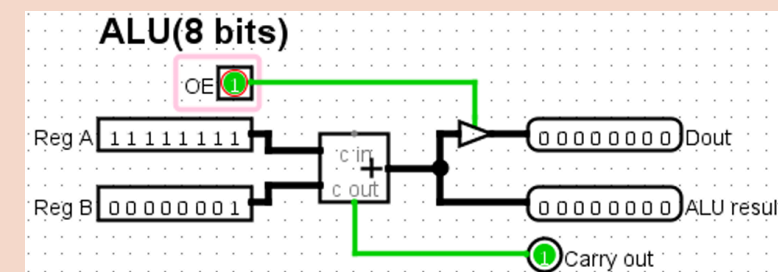 ALU(8 bits)
OE 1
Reg A 1 1 1 1 1 1 1 1
c in
+
c out
0 0 0 0 0 0 0 0 Dout
Reg B 0 0 0 0 0 0 0 1
0 0 0 0 0 0 0 0 ALU resul
1 Carry out